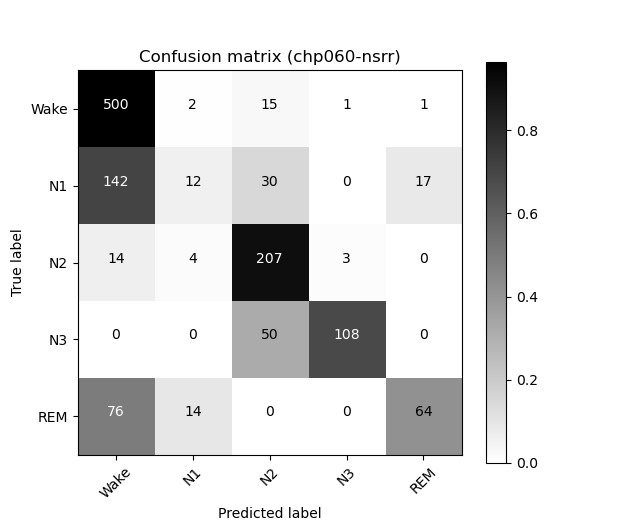 Confusion matrix (chp060-nsrr)
Wake 500 2 15 1 1
N1 142 12 30 0 17
N2 14 4 207 3 0
N3 0 0 50 108 0
REM 76 14 0 0 64
Wake N1 N2 N3 REM
True label
Predicted label
0.8
0.6
0.4
0.2
0.0